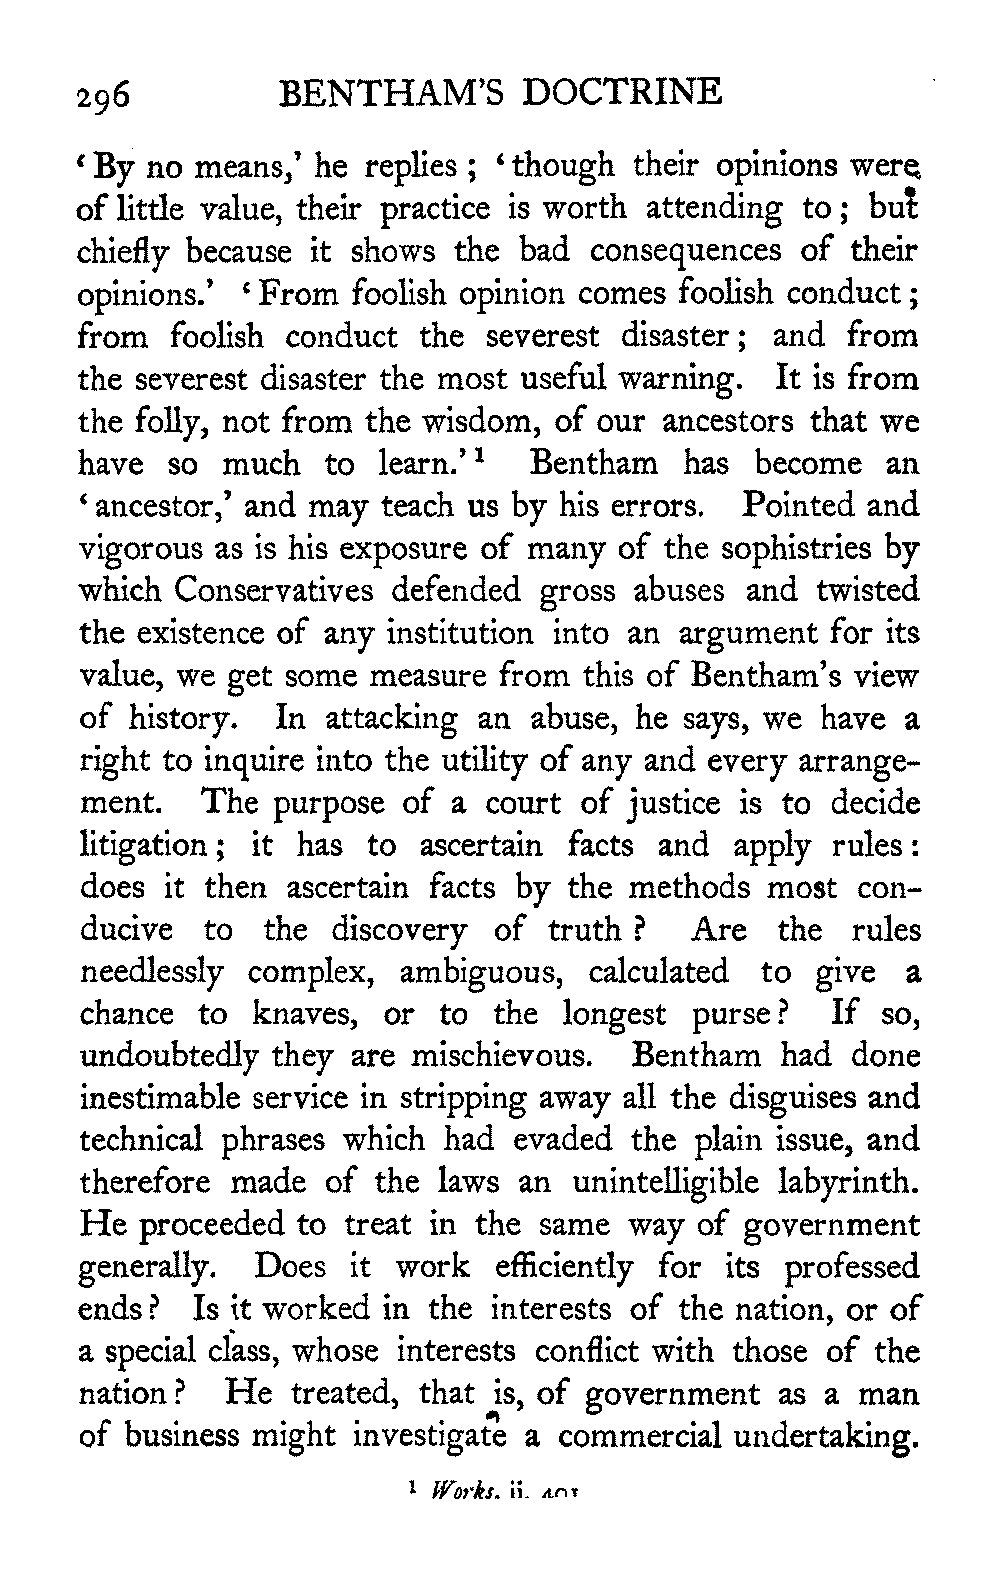 296 BENTHAM'S DOCTRINE
‘By no means,’ he replies; ‘though their opinions were
of little value, their practice is worth attending to; but
chiefly because it shows the bad consequences of their
opinions.’ ‘From foolish opinion comes foolish conduct;
from foolish conduct the severest disaster; and from
the severest disaster the most useful warning. It is from
the folly, not from the wisdom, of our ancestors that we
have so much to learn.’¹ Bentham has become an
‘ancestor,’ and may teach us by his errors. Pointed and
vigorous as is his exposure of many of the sophistries by
which Conservatives defended gross abuses and twisted
the existence of any institution into an argument for its
value, we get some measure from this of Bentham's view
of history. In attacking an abuse, he says, we have a
right to inquire into the utility of any and every arrange-
ment. The purpose of a court of justice is to decide
litigation; it has to ascertain facts and apply rules:
does it then ascertain facts by the methods most con-
ducive to the discovery of truth? Are the rules
needlessly complex, ambiguous, calculated to give a
chance to knaves, or to the longest purse? If so,
undoubtedly they are mischievous. Bentham had done
inestimable service in stripping away all the disguises and
technical phrases which had evaded the plain issue, and
therefore made of the laws an unintelligible labyrinth.
He proceeded to treat in the same way of government
generally. Does it work efficiently for its professed
ends? Is it worked in the interests of the nation, or of
a special class, whose interests conflict with those of the
nation? He treated, that is, of government as a man
of business might investigate a commercial undertaking.
¹ Works. ii.